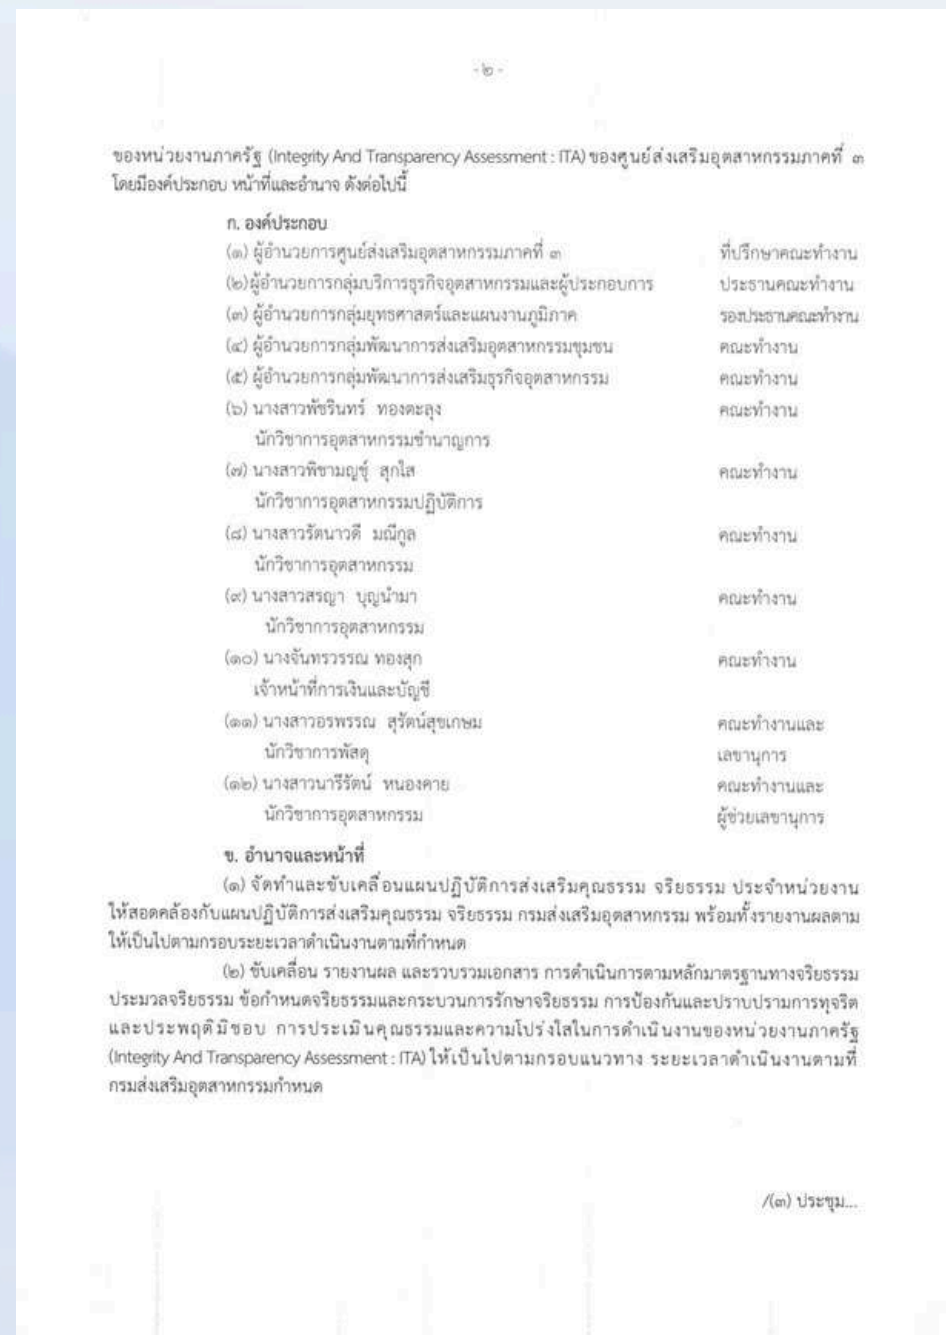 -๒-
ของหน่วยงานภาครัฐ (Integrity And Transparency Assessment : ITA) ของศูนย์ส่งเสริมอุตสาหกรรมภาคที่ ๓
โดยมีองค์ประกอบ หน้าที่และอำนาจ ดังต่อไปนี้
ก. องค์ประกอบ
(๑) ผู้อำนวยการศูนย์ส่งเสริมอุตสาหกรรมภาคที่ ๓ ที่ปรึกษาคณะทำงาน
(๒)ผู้อำนวยการกลุ่มบริการธุรกิจอุตสาหกรรมและผู้ประกอบการ ประธานคณะทำงาน
(๓) ผู้อำนวยการกลุ่มยุทธศาสตร์และแผนงานภูมิภาค รองประธานคณะทำงาน
(๔) ผู้อำนวยการกลุ่มพัฒนาการส่งเสริมอุตสาหกรรมชุมชน คณะทำงาน
(๕) ผู้อำนวยการกลุ่มพัฒนาการส่งเสริมธุรกิจอุตสาหกรรม คณะทำงาน
(๖) นางสาวพัชรินทร์ ทองตะลุง คณะทำงาน
นักวิชาการอุตสาหกรรมชำนาญการ
(๗) นางสาวพิชามญชุ์ สุกใส คณะทำงาน
นักวิชาการอุตสาหกรรมปฏิบัติการ
(๘) นางสาวรัตนาวดี มณีกูล คณะทำงาน
นักวิชาการอุตสาหกรรม
(๙) นางสาวสรญา บุญนำมา คณะทำงาน
นักวิชาการอุตสาหกรรม
(๑๐) นางจันทรวรรณ ทองสุก คณะทำงาน
เจ้าหน้าที่การเงินและบัญชี
(๑๑) นางสาวอรพรรณ สุรัตน์สุขเกษม คณะทำงานและ
นักวิชาการพัสดุ เลขานุการ
(๑๒) นางสาวนารีรัตน์ หนองคาย คณะทำงานและ
นักวิชาการอุตสาหกรรม ผู้ช่วยเลขานุการ
ข. อำนาจและหน้าที่
(๑) จัดทำและขับเคลื่อนแผนปฏิบัติการส่งเสริมคุณธรรม จริยธรรม ประจำหน่วยงาน
ให้สอดคล้องกับแผนปฏิบัติการส่งเสริมคุณธรรม จริยธรรม กรมส่งเสริมอุตสาหกรรม พร้อมทั้งรายงานผลตาม
ให้เป็นไปตามกรอบระยะเวลาดำเนินงานตามที่กำหนด
(๒) ขับเคลื่อน รายงานผล และรวบรวมเอกสาร การดำเนินการตามหลักมาตรฐานทางจริยธรรม
ประมวลจริยธรรม ข้อกำหนดจริยธรรมและกระบวนการรักษาจริยธรรม การป้องกันและปราบปรามการทุจริต
และประพฤติมิชอบ การประเมินคุณธรรมและความโปร่งใสในการดำเนินงานของหน่วยงานภาครัฐ
(Integrity And Transparency Assessment : ITA) ให้เป็นไปตามกรอบแนวทาง ระยะเวลาดำเนินงานตามที่
กรมส่งเสริมอุตสาหกรรมกำหนด
/(๓) ประชุม...